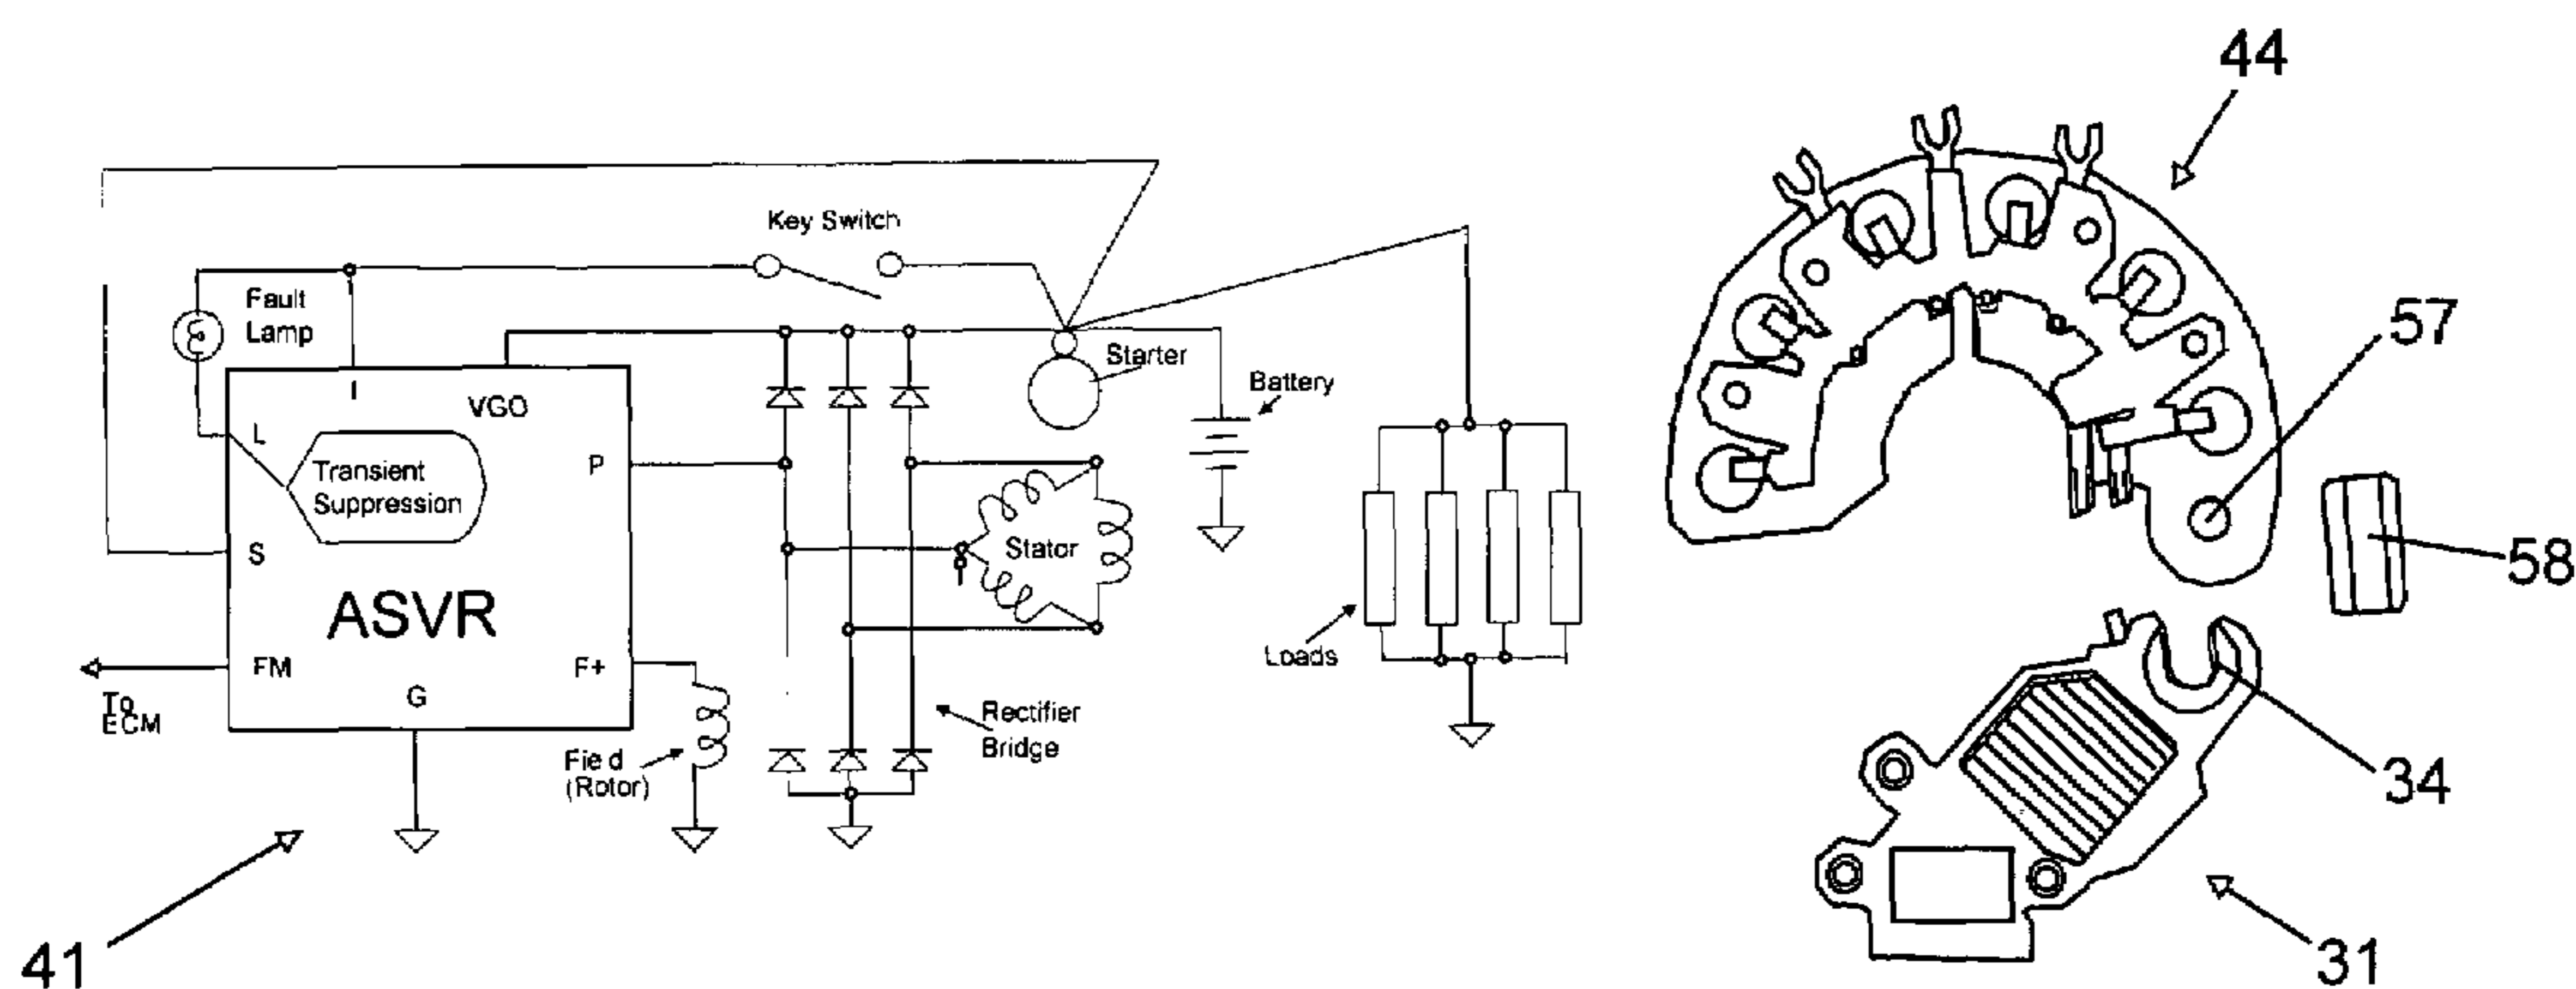 44
Key Switch
Fault
Lamp
57
Starter
Battery
I
VGO
L
Transient
Suppression
P
S
Stator
58
ASVR
Loads
FM
F+
G
To
ECM
Rectifier
Bridge
Fie d
(Rotor)
34
41
31